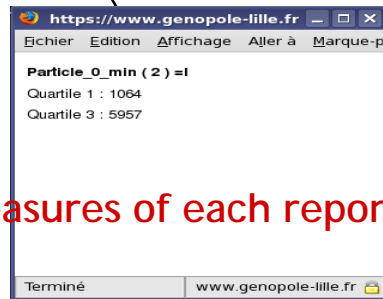 https://www.genopole-lille.fr
Fichier Edition Affichage Aller à Marque-p
Particle_0_min ( 2 ) =l
Quartile 1 : 1064
Quartile 3 : 5957
asures of each repor
Terminé www.genopole-lille.fr